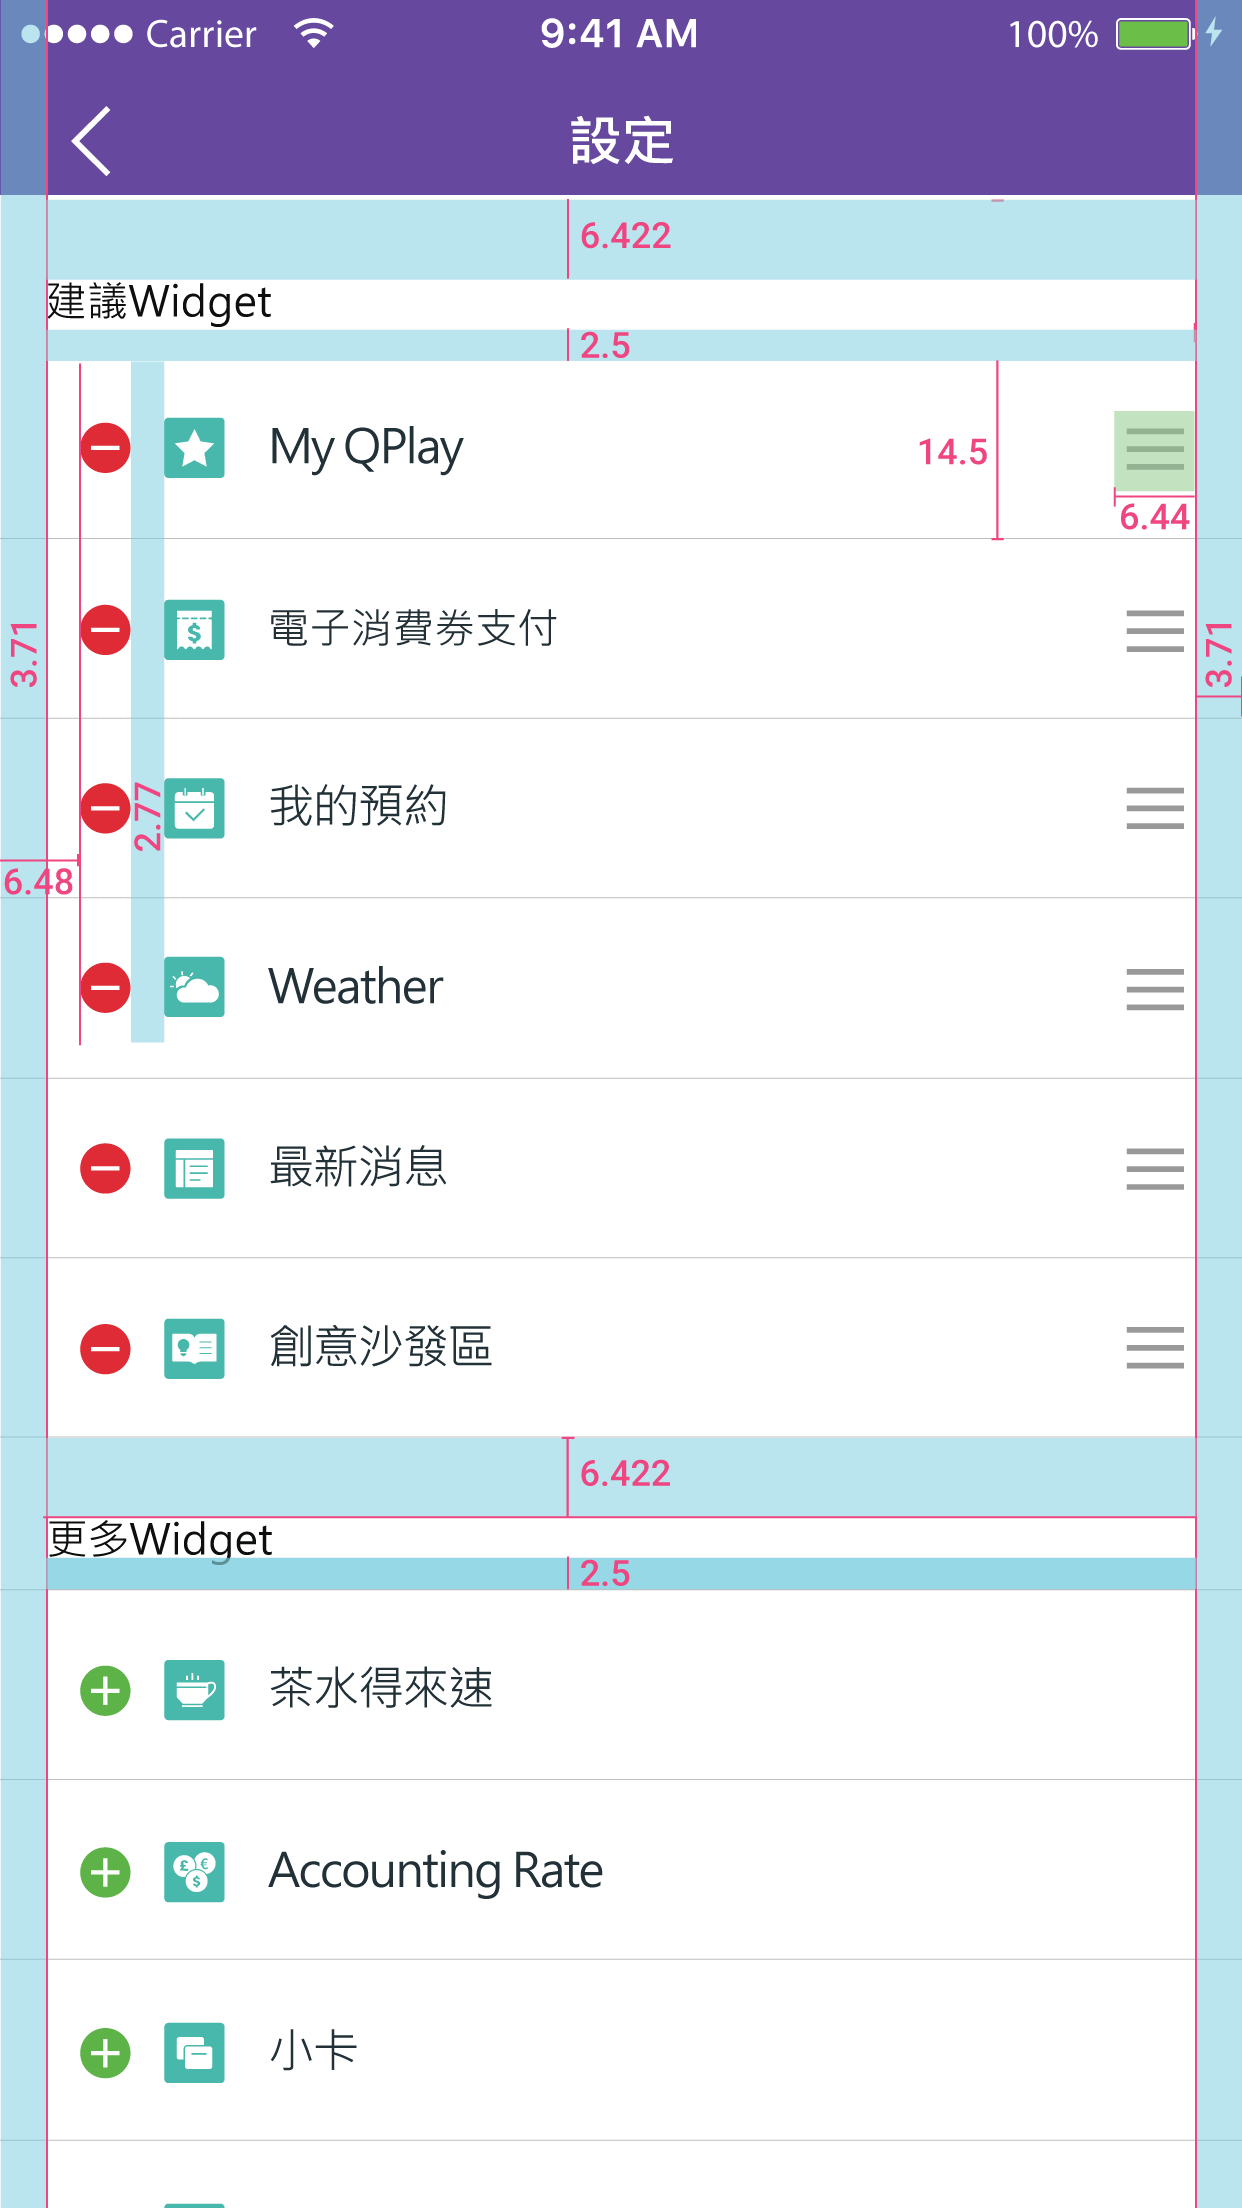 Carrier 9:41 AM 100%
設定
6.422
建議Widget
2.5
My QPlay
14.5
6.44
電子消費券支付
3.71
3.71
我的預約
2.77
6.48
Weather
最新消息
創意沙發區
6.422
更多Widget
2.5
茶水得來速
Accounting Rate
小卡